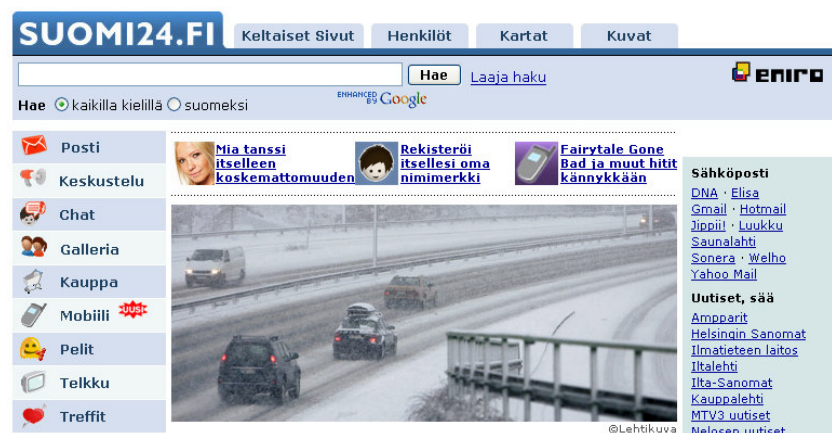 SUOMI24.FI
Keltaiset Sivut
Henkilöt
Kartat
Kuvat
Hae
Laaja haku
eniro
Hae kaikilla kielillä suomeksi
ENHANCED BY Google
Posti
Keskustelu
Chat
Galleria
Kauppa
Mobiili UUSI
Pelit
Telkku
Treffit
Mia tanssi
itselleen
koskemattomuuden
Rekisteröi
itsellesi oma
nimimerkki
Fairytale Gone
Bad ja muut hitit
kännykkään
©Lehtikuva
Sähköposti
DNA · Elisa
Gmail · Hotmail
Jippii! · Luukku
Saunalahti
Sonera · Welho
Yahoo Mail
Uutiset, sää
Ampparit
Helsingin Sanomat
Ilmatieteen laitos
Iltalehti
Ilta-Sanomat
Kauppalehti
MTV3 uutiset
Nelosen uutiset